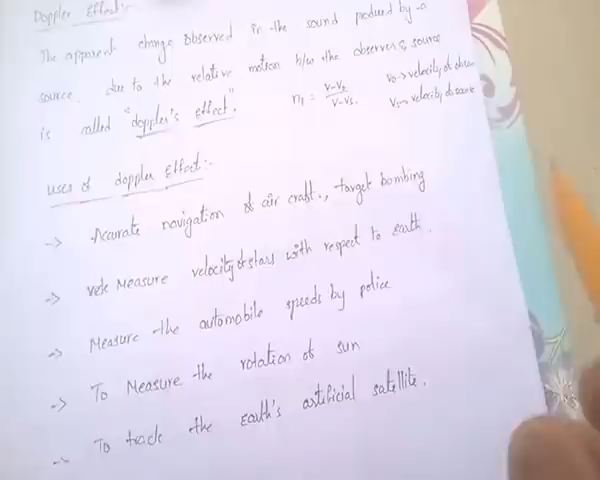 Doppler Effect:-
The apparent change observed in the sound produced by a
source. due to the relative motion b/w the observer & source
is called "doppler's effect". n1 = v-v0 / v-vs
v0 -> velocity of obser
vs -> velocity of source
Uses of doppler Effect:-
-> Accurate navigation of air craft., target bombing
-> Measure velocity of stars with respect to earth.
-> Measure the automobile speeds by police
-> To Measure the rotation of sun
-> To track the Earth's artificial satellite.